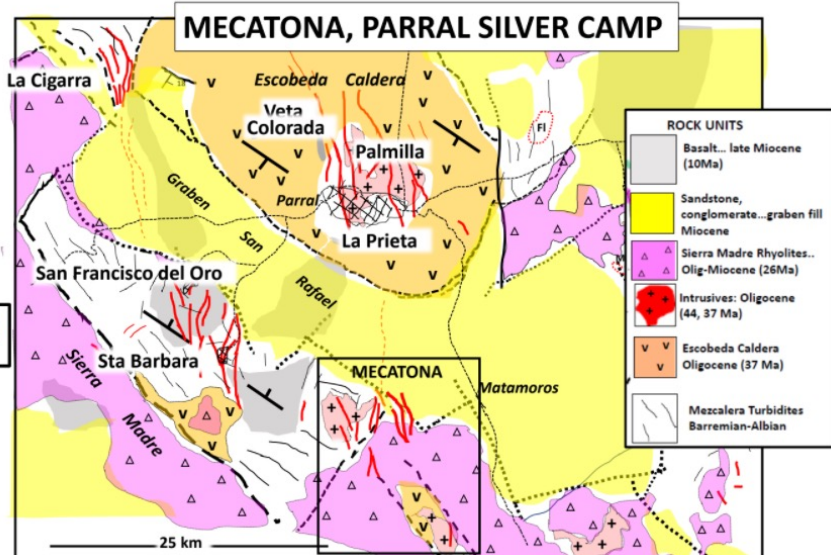 MECATONA, PARRAL SILVER CAMP
La Cigarra
Escobeda Caldera
Veta
Colorada
Palmilla
Graben
Parral
San
La Prieta
San Francisco del Oro
Rafael
Sta Barbara
Sierra
Madre
MECATONA
Matamoros
25 km
Fl
ROCK UNITS
Basalt... late Miocene
(10Ma)
Sandstone,
conglomerate...graben fill
Miocene
Sierra Madre Rhyolites..
Olig-Miocene (26Ma)
Intrusives: Oligocene
(44, 37 Ma)
Escobeda Caldera
Oligocene (37 Ma)
Mezcalera Turbidites
Barremian-Albian